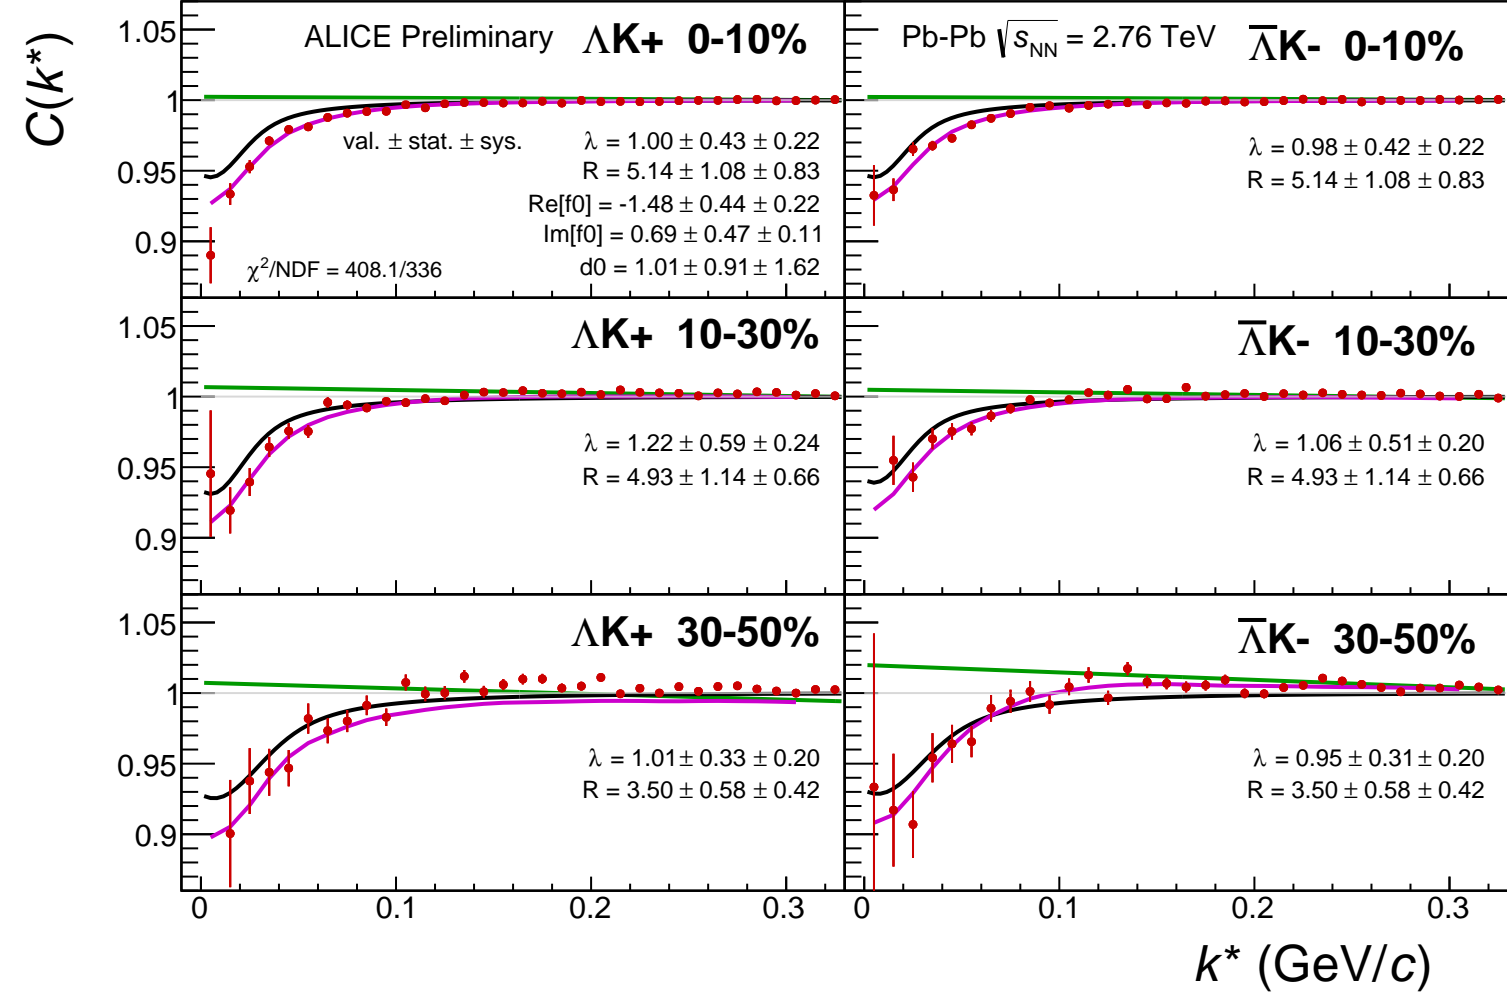 C(k*)
ALICE Preliminary ΛK+ 0-10%
val. ± stat. ± sys.
λ = 1.00 ± 0.43 ± 0.22
R = 5.14 ± 1.08 ± 0.83
Re[f0] = -1.48 ± 0.44 ± 0.22
Im[f0] = 0.69 ± 0.47 ± 0.11
d0 = 1.01 ± 0.91 ± 1.62
χ²/NDF = 408.1/336
1.05
1
0.95
0.9
Pb-Pb √s_NN = 2.76 TeV Λ̅K- 0-10%
λ = 0.98 ± 0.42 ± 0.22
R = 5.14 ± 1.08 ± 0.83
ΛK+ 10-30%
λ = 1.22 ± 0.59 ± 0.24
R = 4.93 ± 1.14 ± 0.66
1.05
1
0.95
0.9
Λ̅K- 10-30%
λ = 1.06 ± 0.51 ± 0.20
R = 4.93 ± 1.14 ± 0.66
ΛK+ 30-50%
λ = 1.01 ± 0.33 ± 0.20
R = 3.50 ± 0.58 ± 0.42
1.05
1
0.95
0.9
Λ̅K- 30-50%
λ = 0.95 ± 0.31 ± 0.20
R = 3.50 ± 0.58 ± 0.42
0 0.1 0.2 0.3
0 0.1 0.2 0.3
k* (GeV/c)